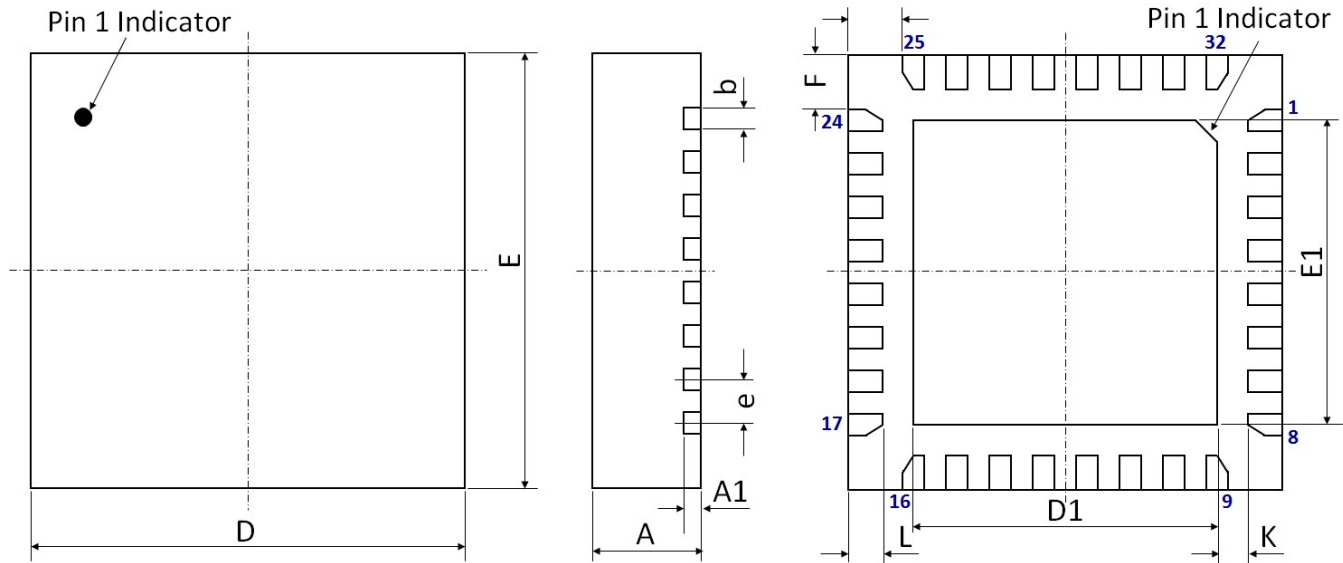 Pin 1 Indicator
E
D
b
e
A1
A
Pin 1 Indicator
25
32
F
24
1
E1
17
8
16
9
D1
L
K